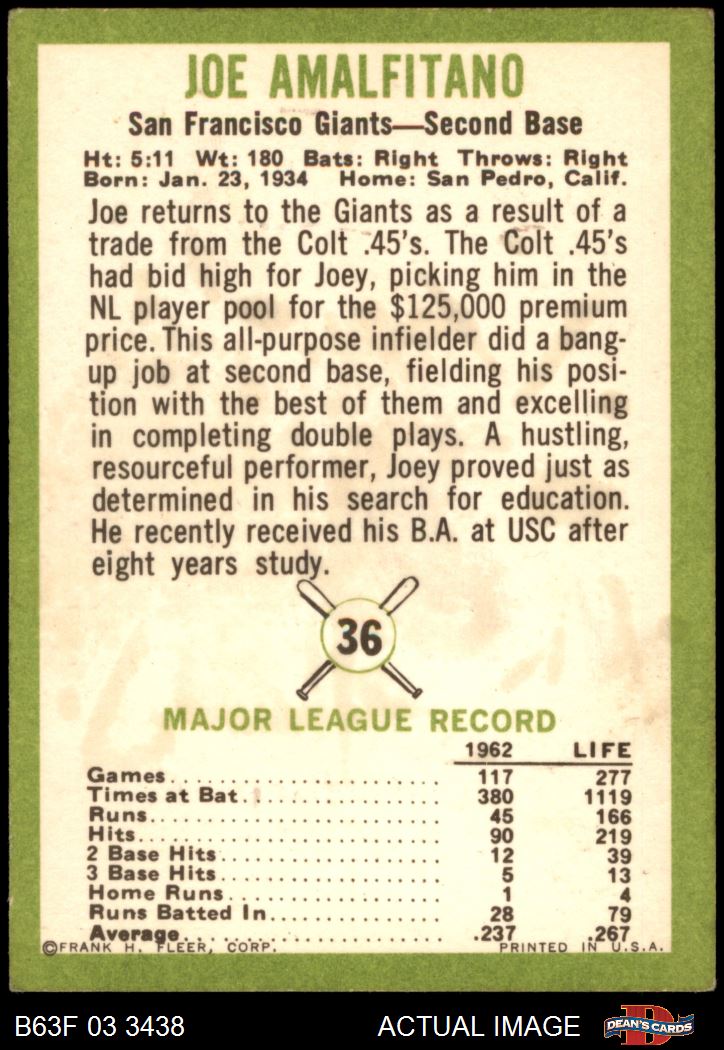 JOE AMALFITANO
San Francisco Giants—Second Base
Ht: 5:11 Wt: 180 Bats: Right Throws: Right
Born: Jan. 23, 1934 Home: San Pedro, Calif.
Joe returns to the Giants as a result of a
trade from the Colt .45's. The Colt .45's
had bid high for Joey, picking him in the
NL player pool for the $125,000 premium
price. This all-purpose infielder did a bang-
up job at second base, fielding his posi-
tion with the best of them and excelling
in completing double plays. A hustling,
resourceful performer, Joey proved just as
determined in his search for education.
He recently received his B.A. at USC after
eight years study.
36
MAJOR LEAGUE RECORD
1962 LIFE
Games 117 277
Times at Bat 380 1119
Runs 45 166
Hits 90 219
2 Base Hits 12 39
3 Base Hits 5 13
Home Runs 1 4
Runs Batted In 28 79
Average .237 .267
©FRANK H. FLEER, CORP. PRINTED IN U.S.A.
B63F 03 3438 ACTUAL IMAGE D DEAN'S CARDS